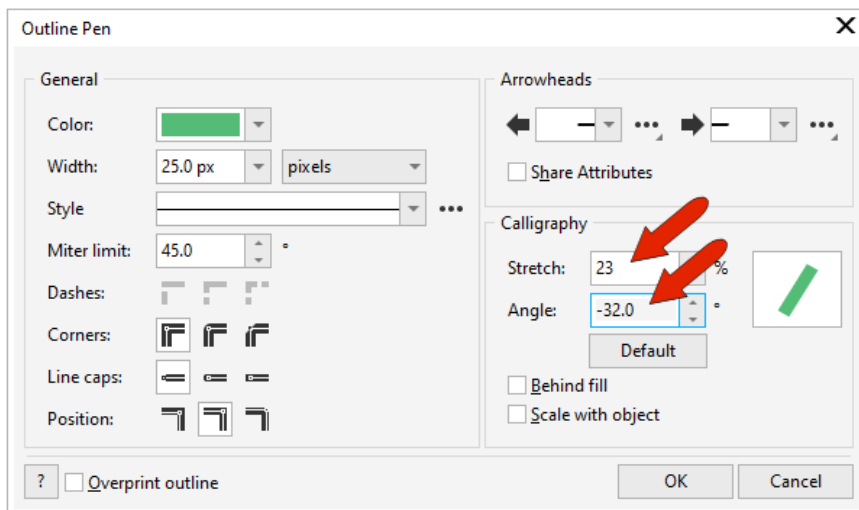 Outline Pen
General
Color:
Width: 25.0 px pixels
Style
Miter limit: 45.0 °
Dashes:
Corners:
Line caps:
Position:
Arrowheads
Share Attributes
Calligraphy
Stretch: 23 %
Angle: -32.0 °
Default
Behind fill
Scale with object
? Overprint outline
OK Cancel